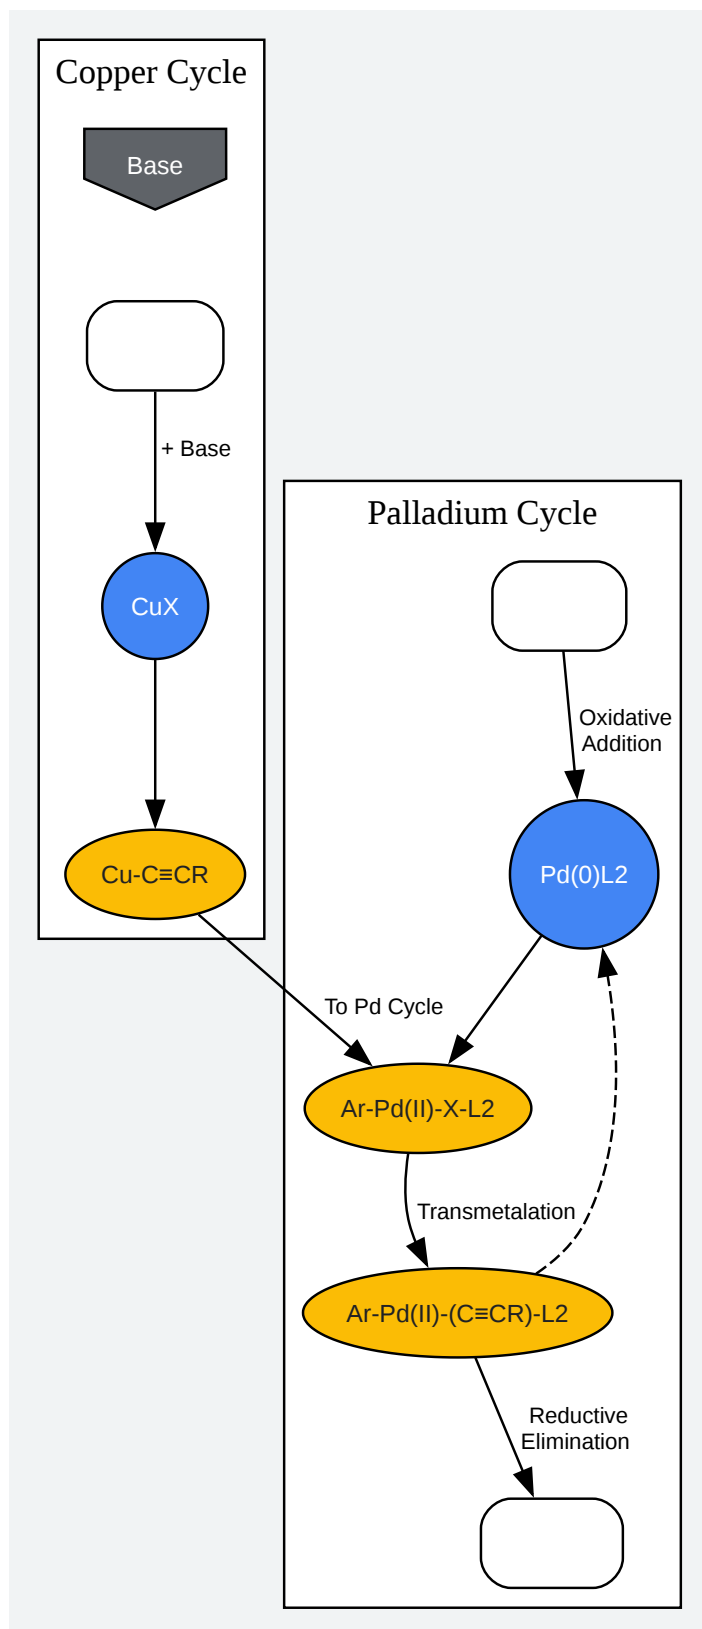 Copper Cycle
Base
+ Base
CuX
Cu-C≡CR
Palladium Cycle
Oxidative
Addition
Pd(0)L2
To Pd Cycle
Ar-Pd(II)-X-L2
Transmetalation
Ar-Pd(II)-(C≡CR)-L2
Reductive
Elimination